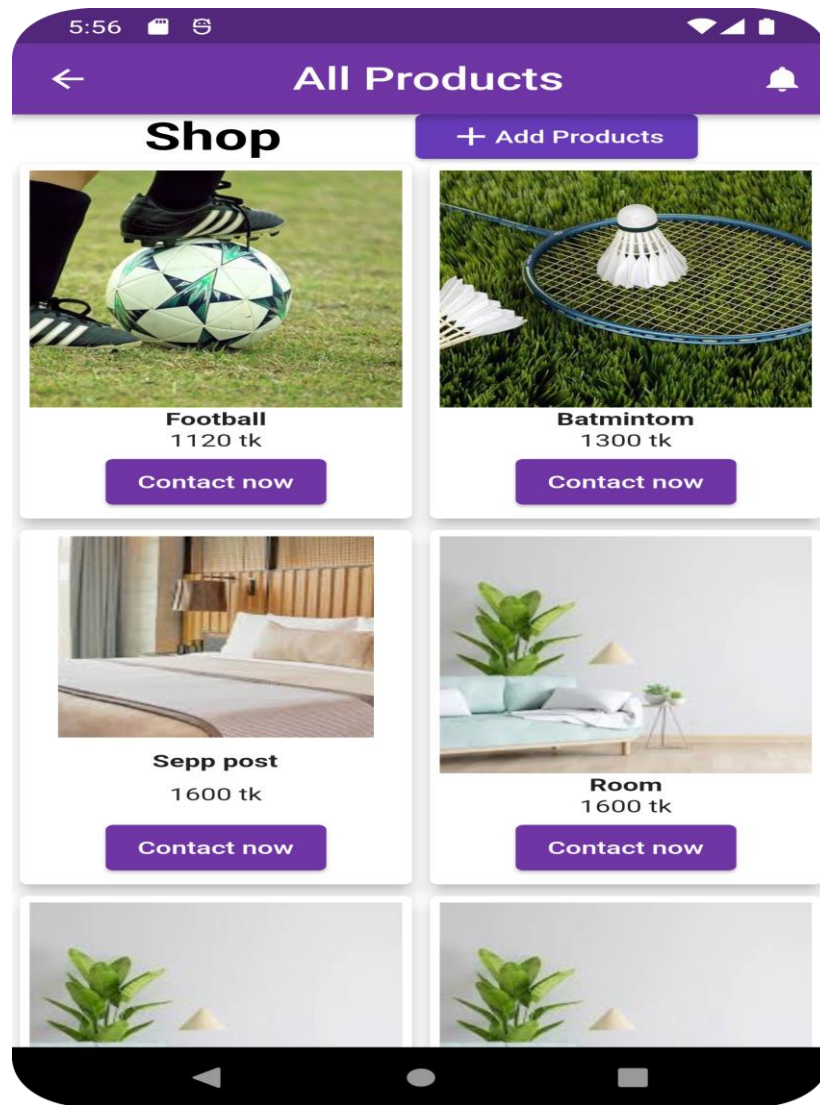 5:56
All Products
Shop
+ Add Products
Football
1120 tk
Contact now
Batmintom
1300 tk
Contact now
Sepp post
1600 tk
Contact now
Room
1600 tk
Contact now